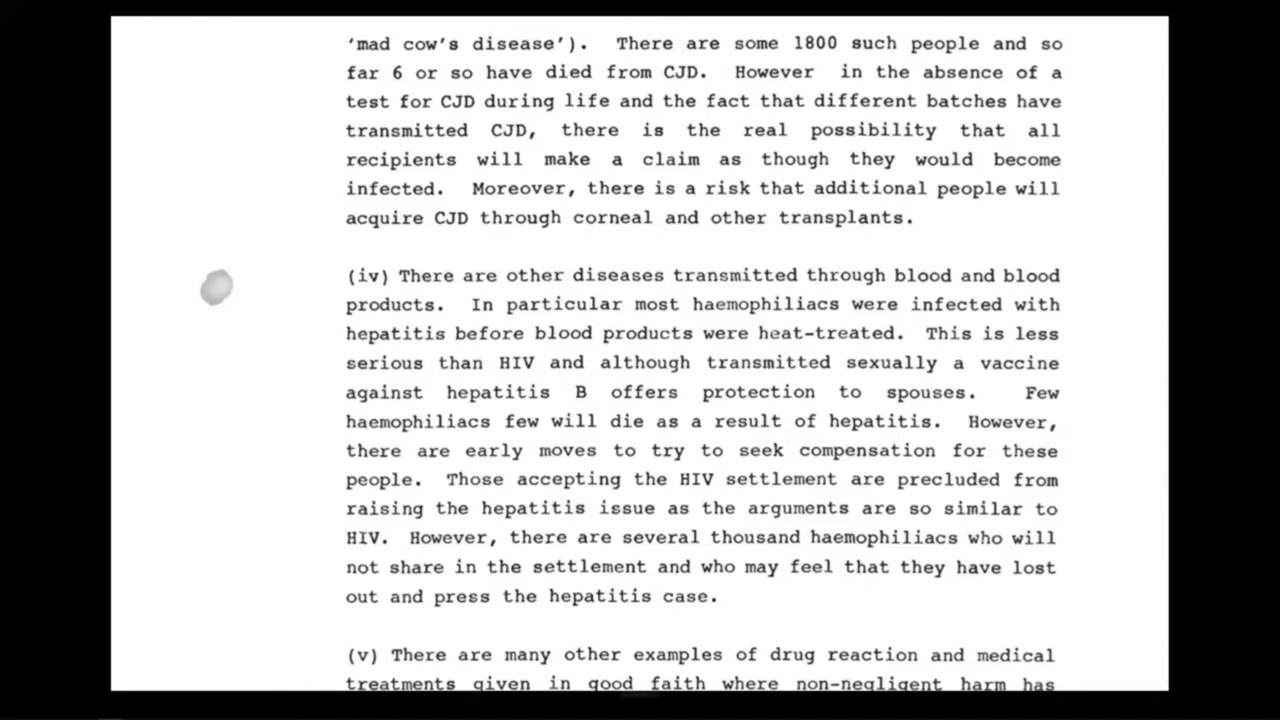 ‘mad cow’s disease’). There are some 1800 such people and so
far 6 or so have died from CJD. However in the absence of a
test for CJD during life and the fact that different batches have
transmitted CJD, there is the real possibility that all
recipients will make a claim as though they would become
infected. Moreover, there is a risk that additional people will
acquire CJD through corneal and other transplants.
(iv) There are other diseases transmitted through blood and blood
products. In particular most haemophiliacs were infected with
hepatitis before blood products were heat-treated. This is less
serious than HIV and although transmitted sexually a vaccine
against hepatitis B offers protection to spouses. Few
haemophiliacs few will die as a result of hepatitis. However,
there are early moves to try to seek compensation for these
people. Those accepting the HIV settlement are precluded from
raising the hepatitis issue as the arguments are so similar to
HIV. However, there are several thousand haemophiliacs who will
not share in the settlement and who may feel that they have lost
out and press the hepatitis case.
(v) There are many other examples of drug reaction and medical
treatments given in good faith where non-negligent harm has